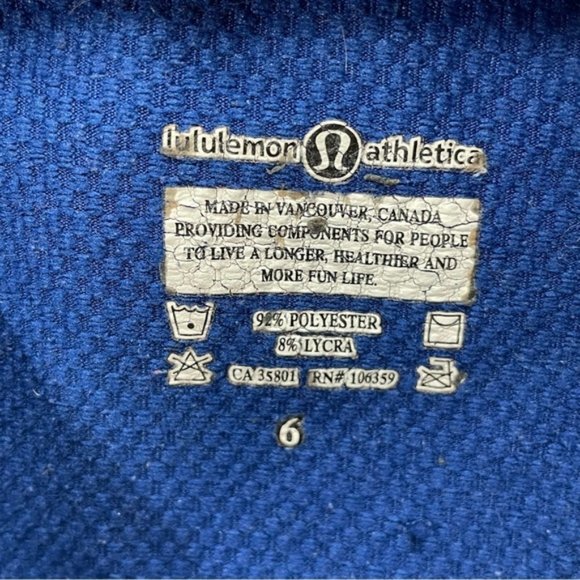 lululemon athletica
MADE IN VANCOUVER, CANADA
PROVIDING COMPONENTS FOR PEOPLE
TO LIVE A LONGER, HEALTHIER AND
MORE FUN LIFE.
92% POLYESTER
8% LYCRA
CA 35801 RN# 106359
6